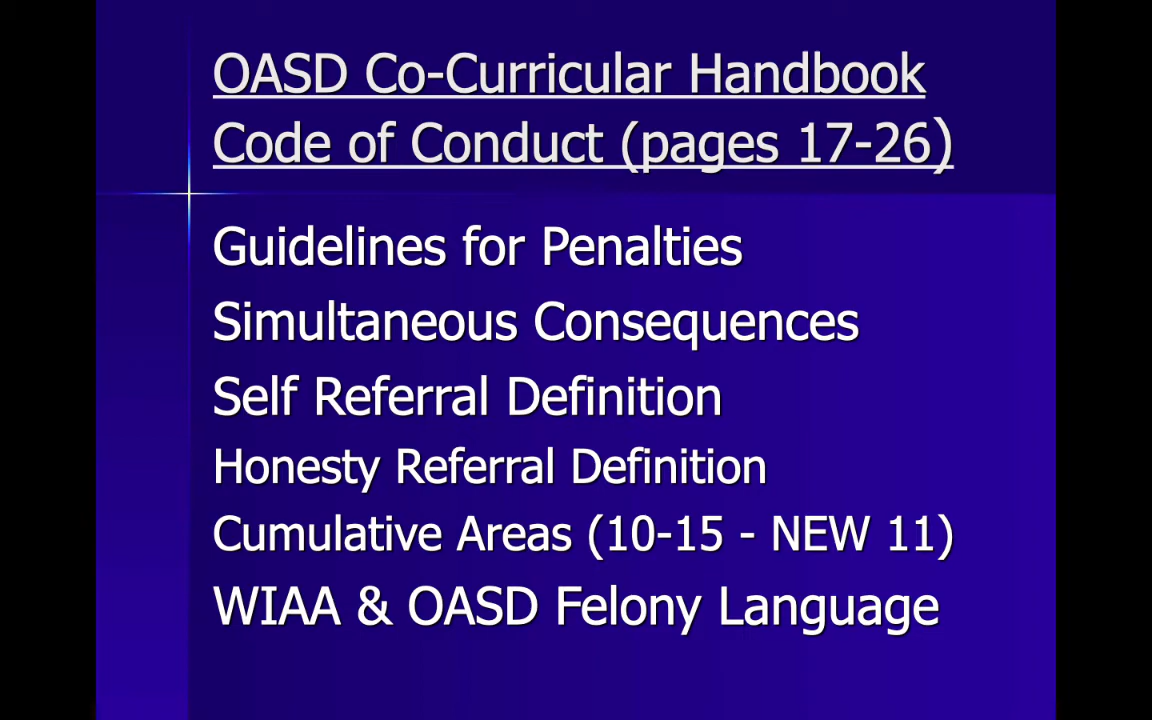 OASD Co-Curricular Handbook
Code of Conduct (pages 17-26)
Guidelines for Penalties
Simultaneous Consequences
Self Referral Definition
Honesty Referral Definition
Cumulative Areas (10-15 - NEW 11)
WIAA & OASD Felony Language